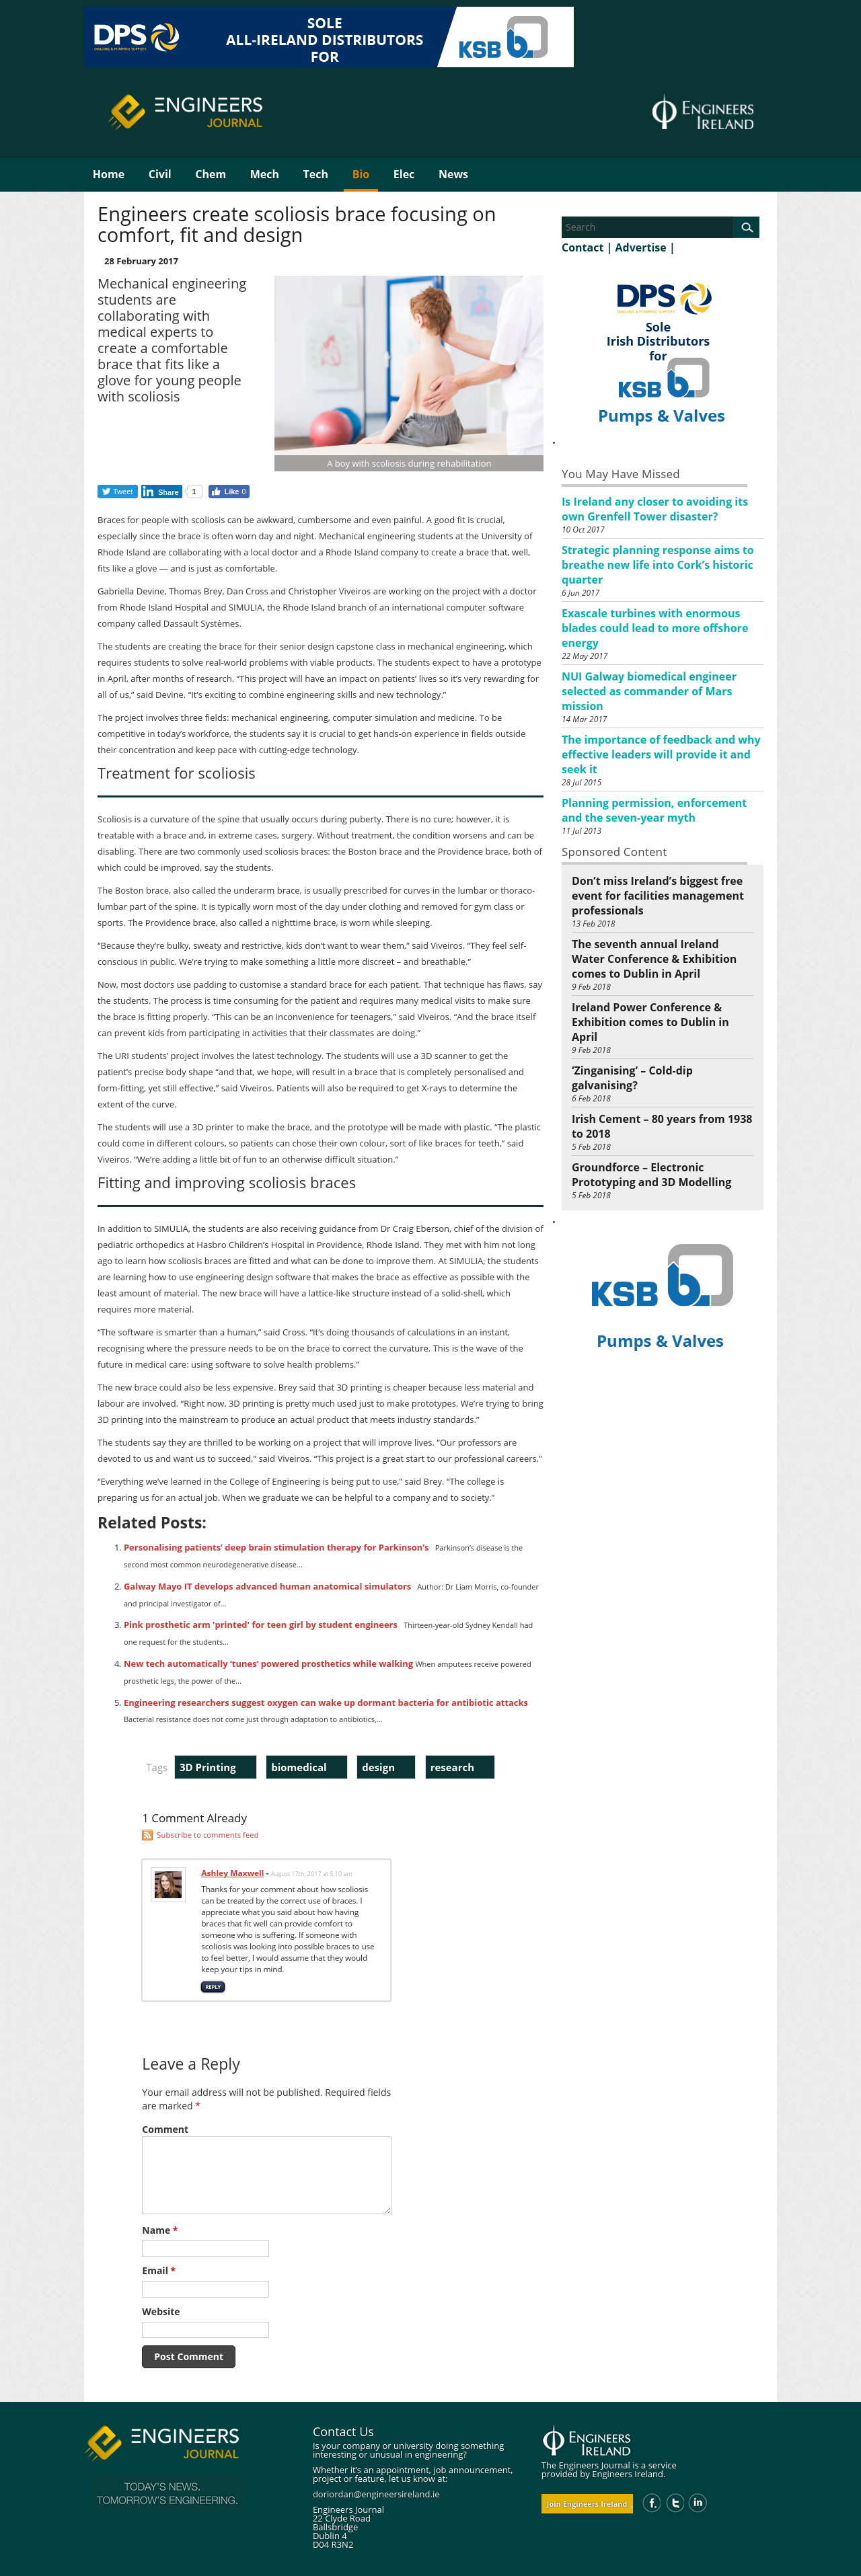 DPS
DRILLING & PUMPING SUPPLIES
SOLE
ALL-IRELAND DISTRIBUTORS
FOR
KSB b.
ENGINEERS
JOURNAL
ENGINEERS
IRELAND
Home Civil Chem Mech Tech Bio Elec News
Engineers create scoliosis brace focusing on
comfort, fit and design
28 February 2017
Mechanical engineering
students are
collaborating with
medical experts to
create a comfortable
brace that fits like a
glove for young people
with scoliosis
A boy with scoliosis during rehabilitation
Tweet in Share 1 Like 0
Braces for people with scoliosis can be awkward, cumbersome and even painful. A good fit is crucial,
especially since the brace is often worn day and night. Mechanical engineering students at the University of
Rhode Island are collaborating with a local doctor and a Rhode Island company to create a brace that, well,
fits like a glove — and is just as comfortable.
Gabriella Devine, Thomas Brey, Dan Cross and Christopher Viveiros are working on the project with a doctor
from Rhode Island Hospital and SIMULIA, the Rhode Island branch of an international computer software
company called Dassault Systèmes.
The students are creating the brace for their senior design capstone class in mechanical engineering, which
requires students to solve real-world problems with viable products. The students expect to have a prototype
in April, after months of research. “This project will have an impact on patients’ lives so it’s very rewarding for
all of us,” said Devine. “It’s exciting to combine engineering skills and new technology.”
The project involves three fields: mechanical engineering, computer simulation and medicine. To be
competitive in today’s workforce, the students say it is crucial to get hands-on experience in fields outside
their concentration and keep pace with cutting-edge technology.
Treatment for scoliosis
Scoliosis is a curvature of the spine that usually occurs during puberty. There is no cure; however, it is
treatable with a brace and, in extreme cases, surgery. Without treatment, the condition worsens and can be
disabling. There are two commonly used scoliosis braces: the Boston brace and the Providence brace, both of
which could be improved, say the students.
The Boston brace, also called the underarm brace, is usually prescribed for curves in the lumbar or thoraco-
lumbar part of the spine. It is typically worn most of the day under clothing and removed for gym class or
sports. The Providence brace, also called a nighttime brace, is worn while sleeping.
“Because they’re bulky, sweaty and restrictive, kids don’t want to wear them,” said Viveiros. “They feel self-
conscious in public. We’re trying to make something a little more discreet – and breathable.”
Now, most doctors use padding to customise a standard brace for each patient. That technique has flaws, say
the students. The process is time consuming for the patient and requires many medical visits to make sure
the brace is fitting properly. “This can be an inconvenience for teenagers,” said Viveiros. “And the brace itself
can prevent kids from participating in activities that their classmates are doing.”
The URI students’ project involves the latest technology. The students will use a 3D scanner to get the
patient’s precise body shape “and that, we hope, will result in a brace that is completely personalised and
form-fitting, yet still effective,” said Viveiros. Patients will also be required to get X-rays to determine the
extent of the curve.
The students will use a 3D printer to make the brace, and the prototype will be made with plastic. “The plastic
could come in different colours, so patients can chose their own colour, sort of like braces for teeth,” said
Viveiros. “We’re adding a little bit of fun to an otherwise difficult situation.”
Fitting and improving scoliosis braces
In addition to SIMULIA, the students are also receiving guidance from Dr Craig Eberson, chief of the division of
pediatric orthopedics at Hasbro Children’s Hospital in Providence, Rhode Island. They met with him not long
ago to learn how scoliosis braces are fitted and what can be done to improve them. At SIMULIA, the students
are learning how to use engineering design software that makes the brace as effective as possible with the
least amount of material. The new brace will have a lattice-like structure instead of a solid-shell, which
requires more material.
“The software is smarter than a human,” said Cross. “It’s doing thousands of calculations in an instant,
recognising where the pressure needs to be on the brace to correct the curvature. This is the wave of the
future in medical care: using software to solve health problems.”
The new brace could also be less expensive. Brey said that 3D printing is cheaper because less material and
labour are involved. “Right now, 3D printing is pretty much used just to make prototypes. We’re trying to bring
3D printing into the mainstream to produce an actual product that meets industry standards.”
The students say they are thrilled to be working on a project that will improve lives. “Our professors are
devoted to us and want us to succeed,” said Viveiros. “This project is a great start to our professional careers.”
“Everything we’ve learned in the College of Engineering is being put to use,” said Brey. “The college is
preparing us for an actual job. When we graduate we can be helpful to a company and to society.”
Related Posts:
1. Personalising patients’ deep brain stimulation therapy for Parkinson’s Parkinson’s disease is the
second most common neurodegenerative disease...
2. Galway Mayo IT develops advanced human anatomical simulators Author: Dr Liam Morris, co-founder
and principal investigator of...
3. Pink prosthetic arm 'printed' for teen girl by student engineers Thirteen-year-old Sydney Kendall had
one request for the students...
4. New tech automatically ‘tunes’ powered prosthetics while walking When amputees receive powered
prosthetic legs, the power of the...
5. Engineering researchers suggest oxygen can wake up dormant bacteria for antibiotic attacks
Bacterial resistance does not come just through adaptation to antibiotics,...
Tags 3D Printing biomedical design research
1 Comment Already
Subscribe to comments feed
Ashley Maxwell - August 17th, 2017 at 5:10 am
Thanks for your comment about how scoliosis
can be treated by the correct use of braces. I
appreciate what you said about how having
braces that fit well can provide comfort to
someone who is suffering. If someone with
scoliosis was looking into possible braces to use
to feel better, I would assume that they would
keep your tips in mind.
REPLY
Leave a Reply
Your email address will not be published. Required fields
are marked *
Comment
Name *
Email *
Website
Post Comment
Search
Contact | Advertise |
DPS
DRILLING & PUMPING SUPPLIES
Sole
Irish Distributors
for
KSB b.
Pumps & Valves
.
You May Have Missed
Is Ireland any closer to avoiding its
own Grenfell Tower disaster?
10 Oct 2017
Strategic planning response aims to
breathe new life into Cork’s historic
quarter
6 Jun 2017
Exascale turbines with enormous
blades could lead to more offshore
energy
22 May 2017
NUI Galway biomedical engineer
selected as commander of Mars
mission
14 Mar 2017
The importance of feedback and why
effective leaders will provide it and
seek it
28 Jul 2015
Planning permission, enforcement
and the seven-year myth
11 Jul 2013
Sponsored Content
Don’t miss Ireland’s biggest free
event for facilities management
professionals
13 Feb 2018
The seventh annual Ireland
Water Conference & Exhibition
comes to Dublin in April
9 Feb 2018
Ireland Power Conference &
Exhibition comes to Dublin in
April
9 Feb 2018
‘Zinganising’ – Cold-dip
galvanising?
6 Feb 2018
Irish Cement – 80 years from 1938
to 2018
5 Feb 2018
Groundforce – Electronic
Prototyping and 3D Modelling
5 Feb 2018
.
KSB b.
Pumps & Valves
ENGINEERS
JOURNAL
TODAY'S NEWS.
TOMORROW'S ENGINEERING.
Contact Us
Is your company or university doing something
interesting or unusual in engineering?
Whether it’s an appointment, job announcement,
product or feature, let us know at:
doriordan@engineersireland.ie
Engineers Journal
22 Clyde Road
Ballsbridge
Dublin 4
D04 R3N2
ENGINEERS
IRELAND
The Engineers Journal is a service
provided by Engineers Ireland.
Join Engineers Ireland